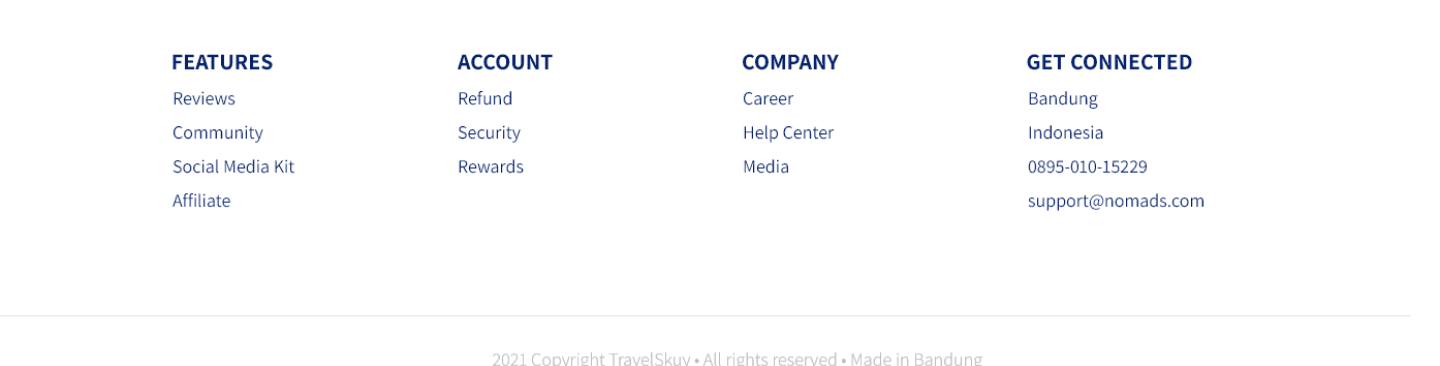 FEATURES
Reviews
Community
Social Media Kit
Affiliate
ACCOUNT
Refund
Security
Rewards
COMPANY
Career
Help Center
Media
GET CONNECTED
Bandung
Indonesia
0895-010-15229
support@nomads.com
2021 Copyright TravelSkuy • All rights reserved • Made in Bandung